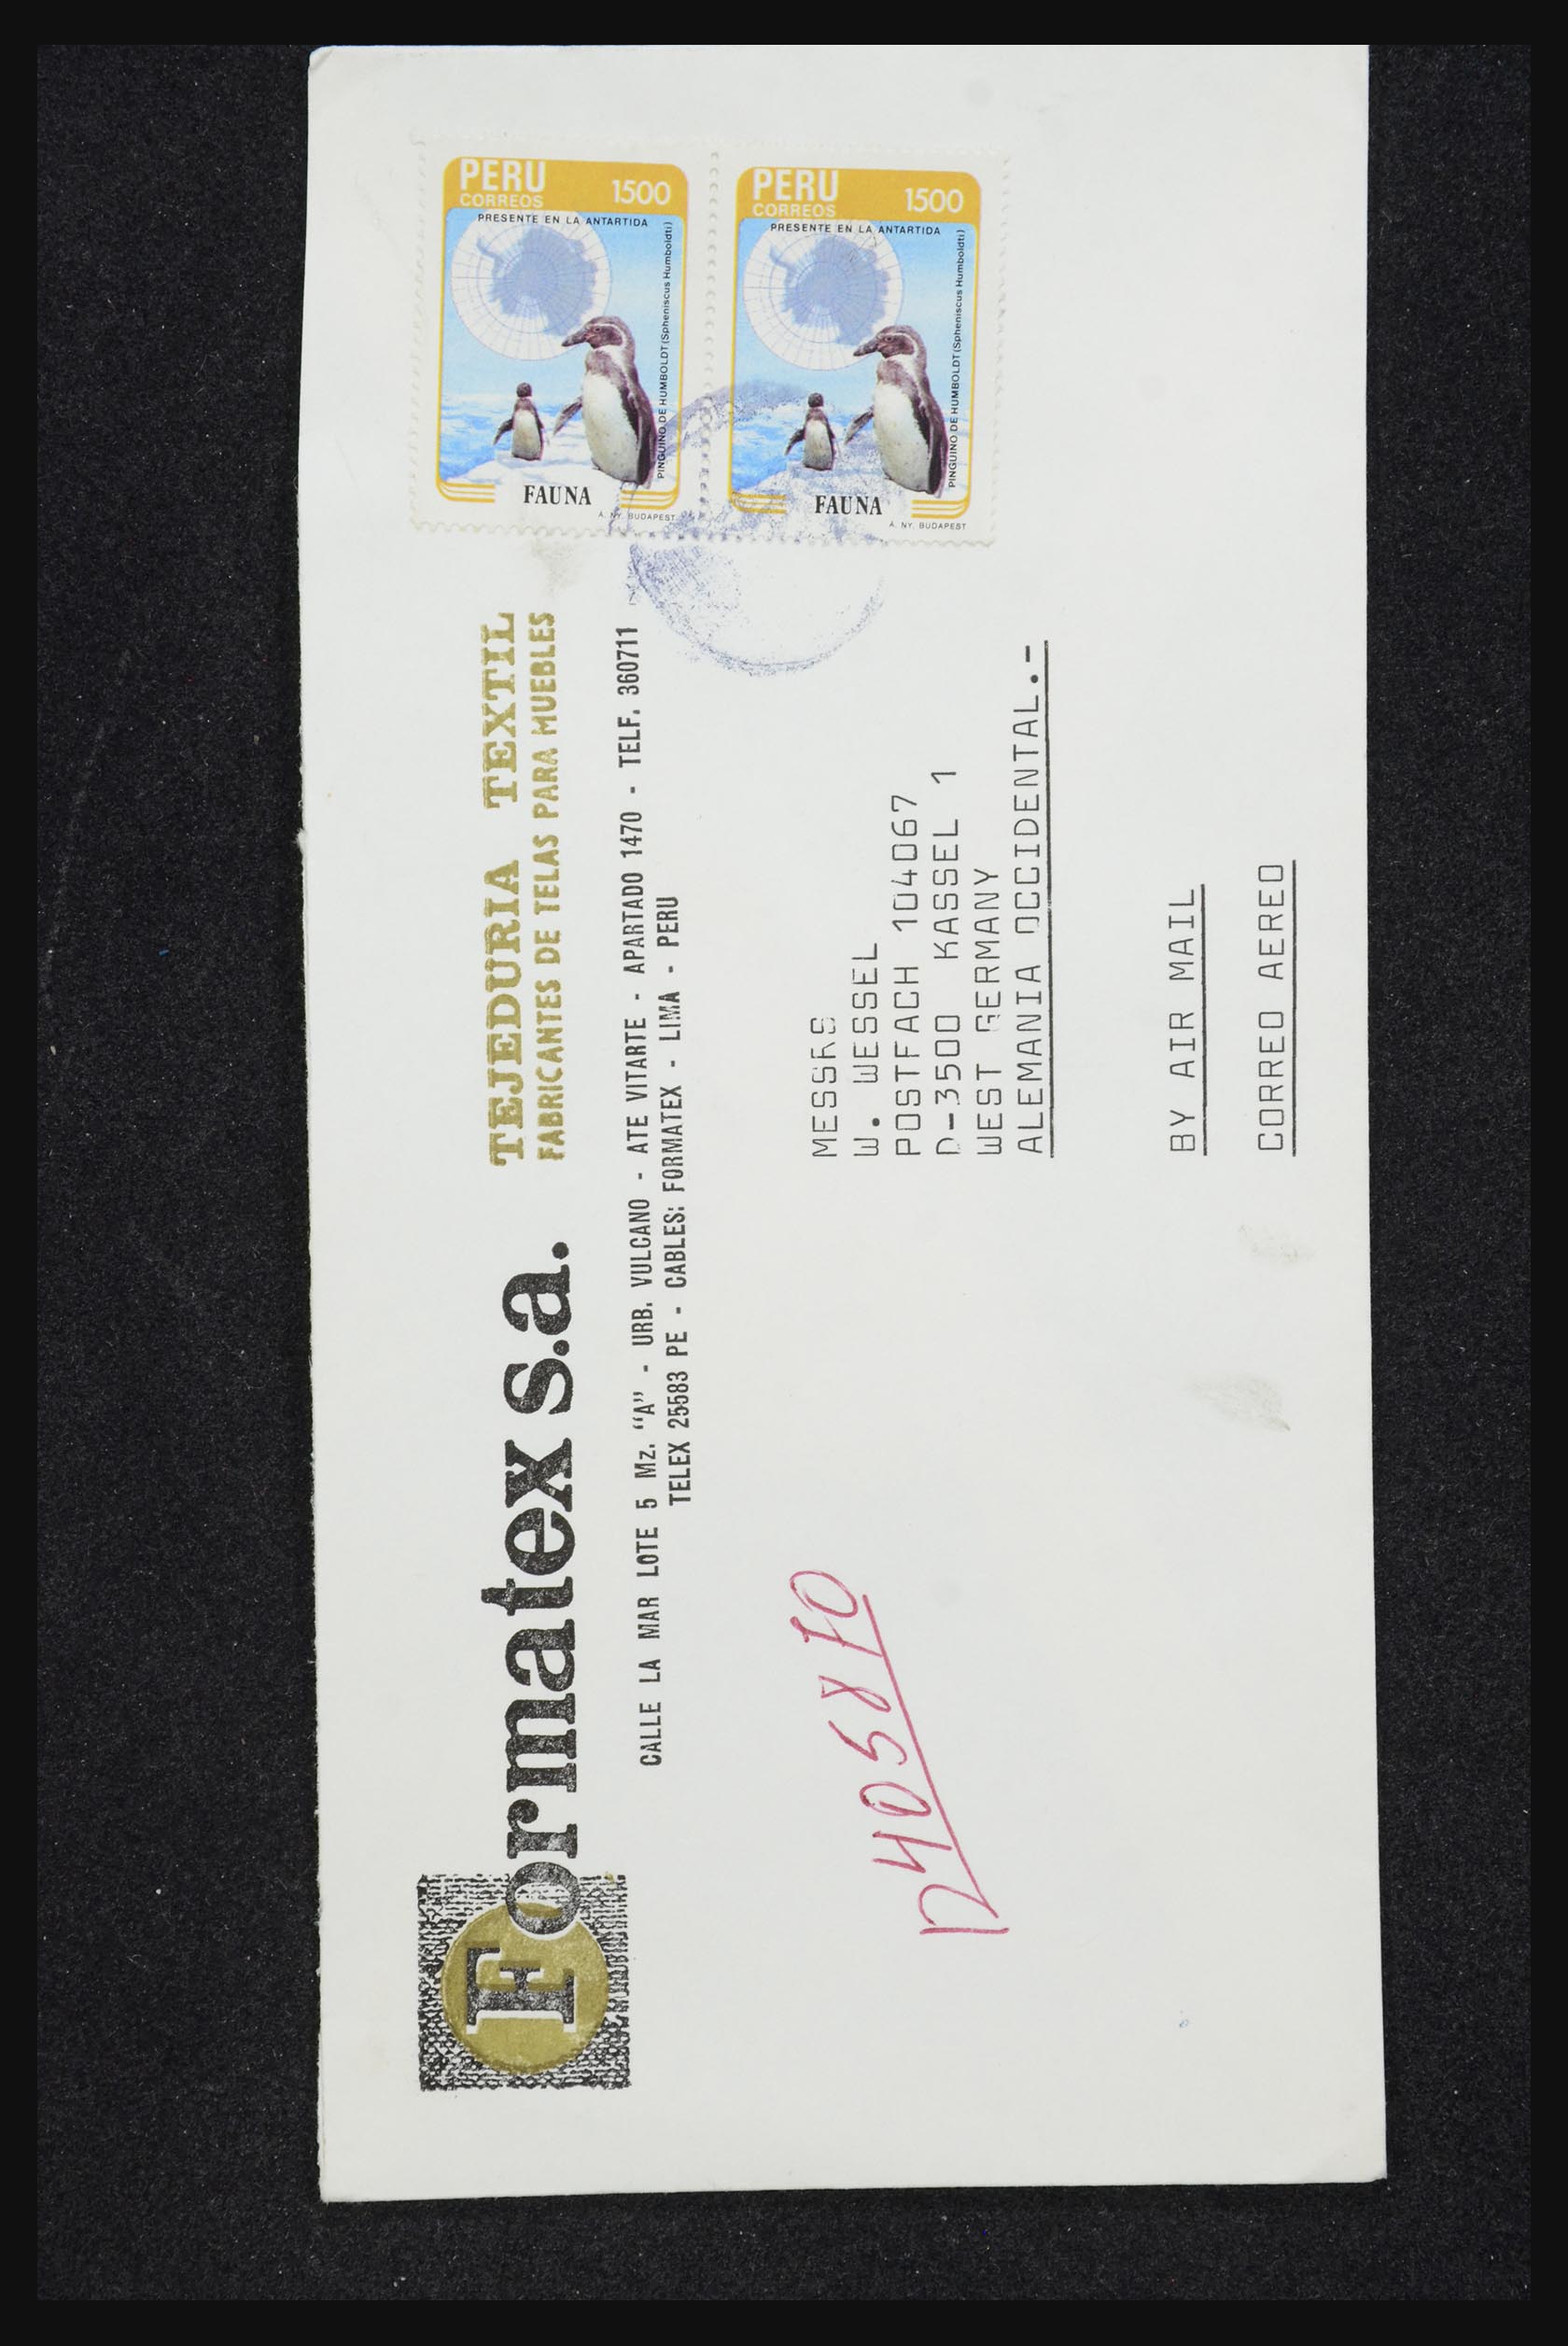 Formatex s.a.
TEJEDURIA TEXTIL
FABRICANTES DE TELAS PARA MUEBLES
CALLE LA MAR LOTE 5 Mz. "A" - URB. VULCANO - ATE VITARTE - APARTADO 1470 - TELF. 360711
TELEX 25583 PE - CABLES: FORMATEX - LIMA - PERU
PERU
CORREOS
1500
PRESENTE EN LA ANTARTIDA
PINGUINO DE HUMBOLDT (Spheniscus Humboldti)
FAUNA
A. NY. BUDAPEST
PERU
CORREOS
1500
PRESENTE EN LA ANTARTIDA
PINGUINO DE HUMBOLDT (Spheniscus Humboldti)
FAUNA
A. NY. BUDAPEST
MESSRS
W. WESSEL
POSTFACH 104067
D-3500 KASSEL 1
WEST GERMANY
ALEMANIA OCCIDENTAL.-
BY AIR MAIL
CORREO AEREO